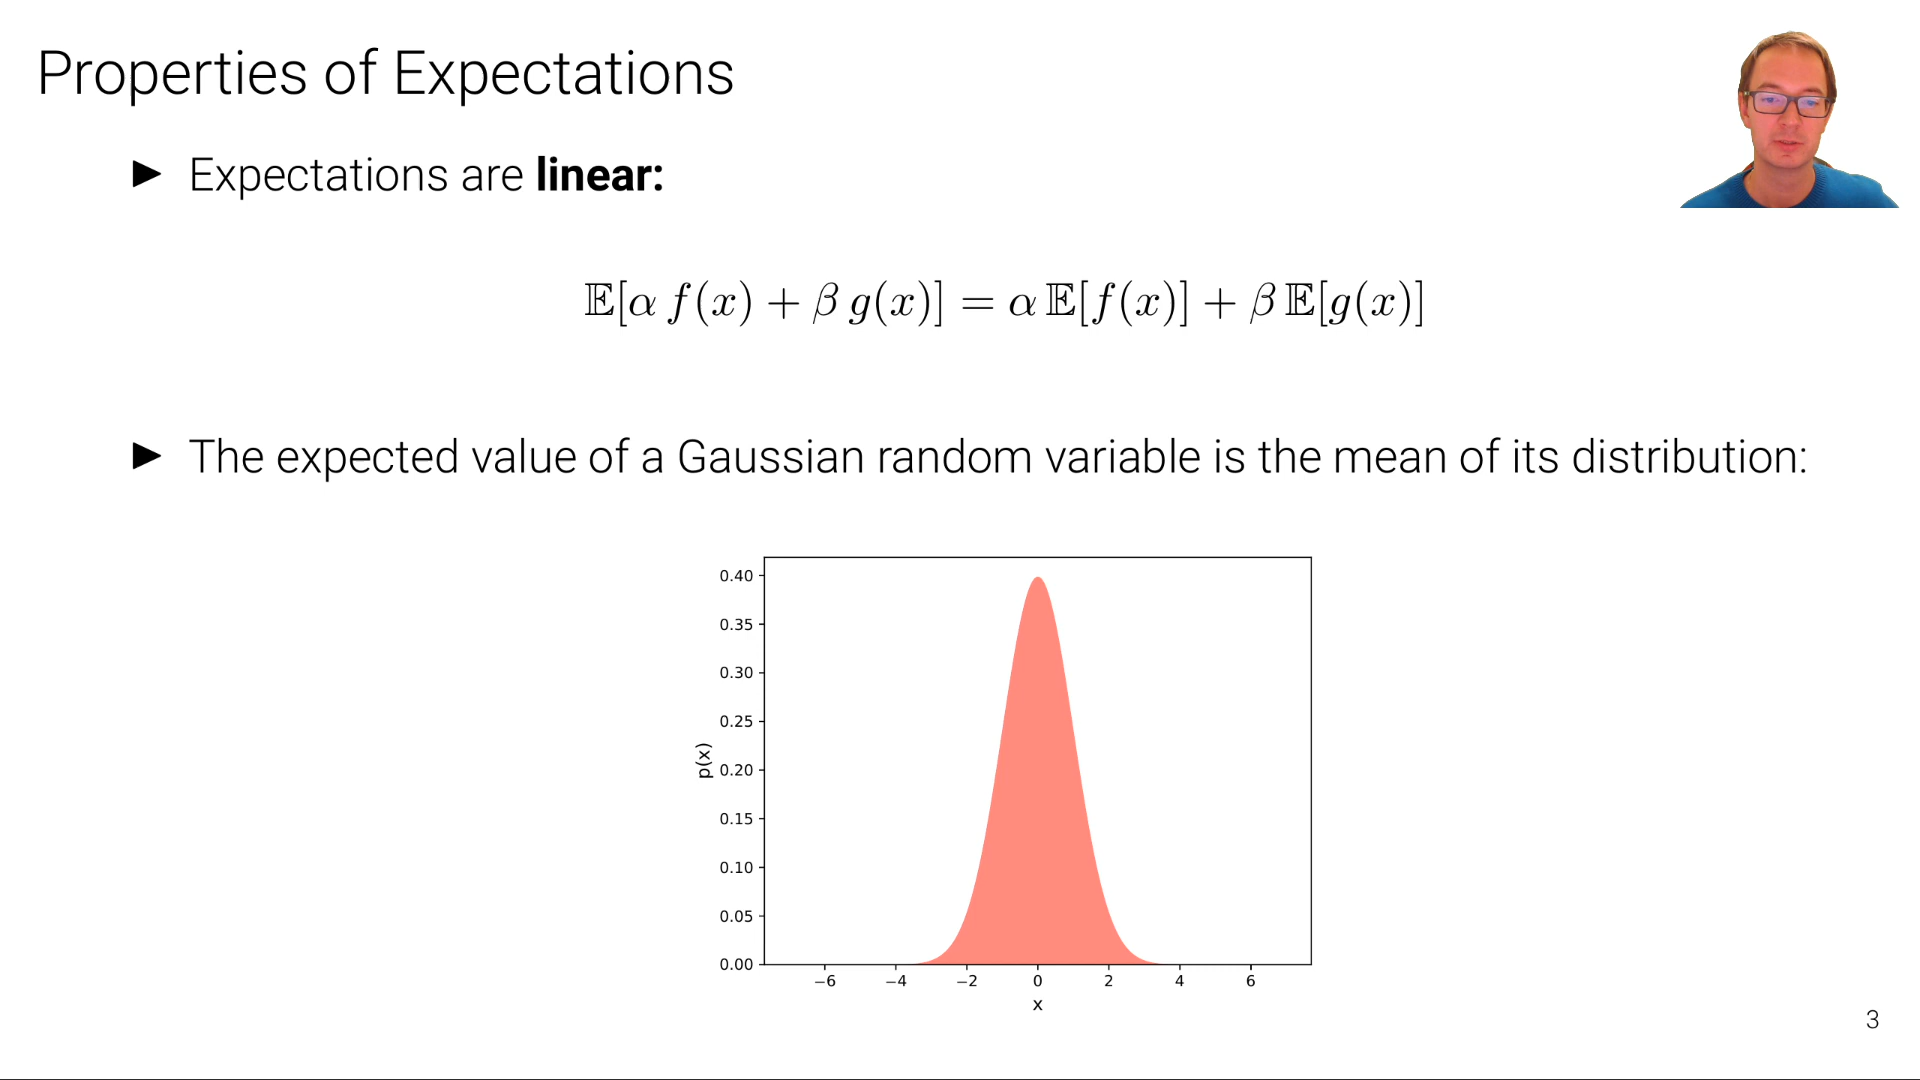 Properties of Expectations
► Expectations are linear:
𝔼[α f(x) + β g(x)] = α 𝔼[f(x)] + β 𝔼[g(x)]
► The expected value of a Gaussian random variable is the mean of its distribution:
0.40
0.35
0.30
0.25
0.20
0.15
0.10
0.05
0.00
p(x)
−6 −4 −2 0 2 4 6
x
3